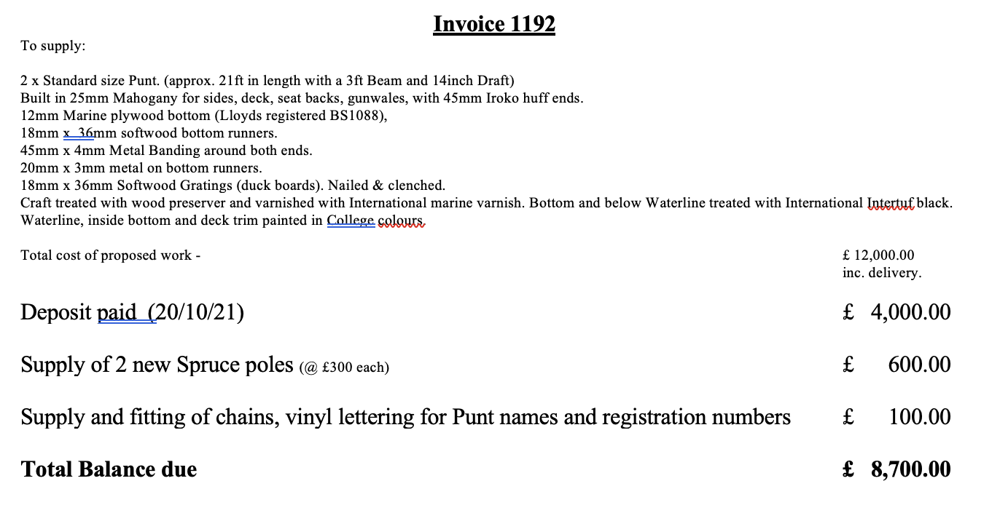 Invoice 1192
To supply:
2 x Standard size Punt. (approx. 21ft in length with a 3ft Beam and 14inch Draft)
Built in 25mm Mahogany for sides, deck, seat backs, gunwales, with 45mm Iroko huff ends.
12mm Marine plywood bottom (Lloyds registered BS1088),
18mm x  36mm softwood bottom runners.
45mm x 4mm Metal Banding around both ends.
20mm x 3mm metal on bottom runners.
18mm x 36mm Softwood Gratings (duck boards). Nailed & clenched.
Craft treated with wood preserver and varnished with International marine varnish. Bottom and below Waterline treated with International Intertuf black.
Waterline, inside bottom and deck trim painted in College colours.
Total cost of proposed work - £ 12,000.00
inc. delivery.
Deposit paid  (20/10/21) £ 4,000.00
Supply of 2 new Spruce poles (@ £300 each) £ 600.00
Supply and fitting of chains, vinyl lettering for Punt names and registration numbers £ 100.00
Total Balance due £ 8,700.00